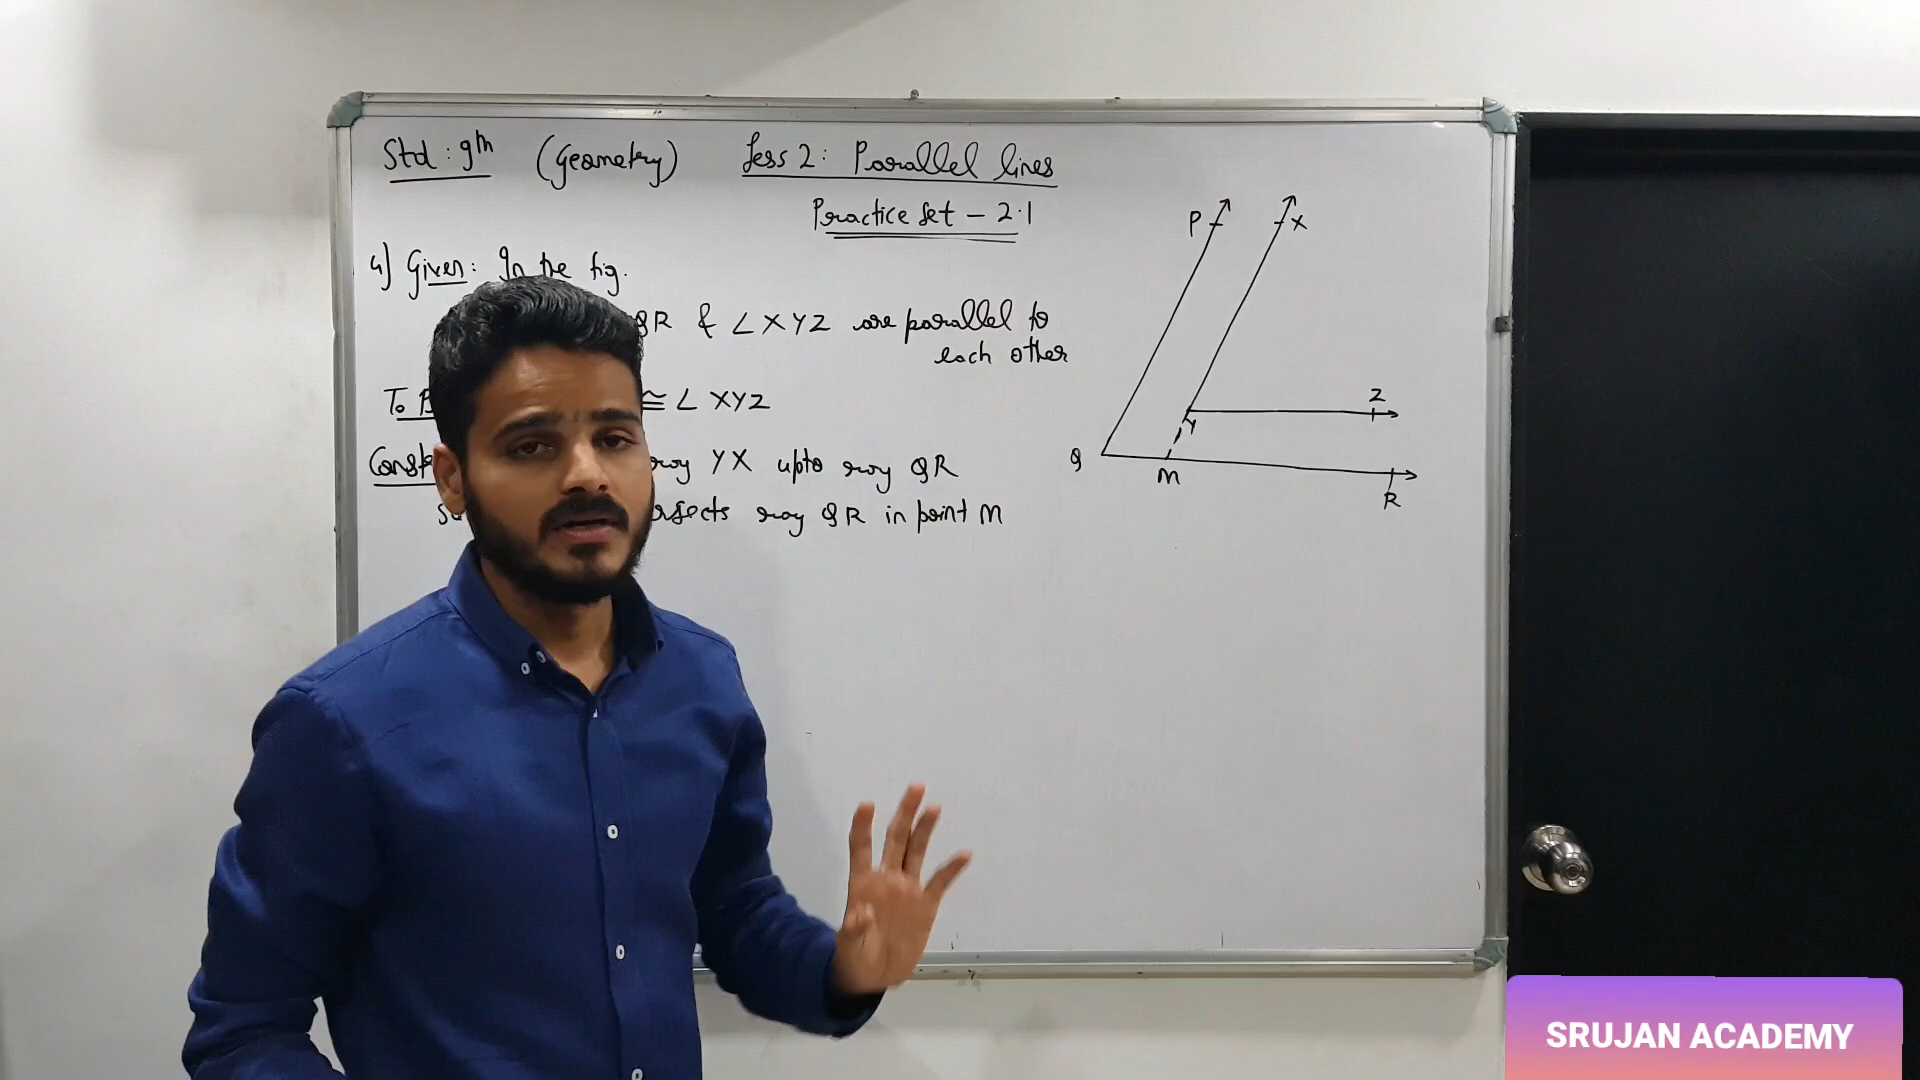 Std : 9th (Geometry) Less 2 : Parallel lines
Practice Set – 2.1
4) Given : In the fig.
QR & ∠XYZ are parallel to
each other
To ≅ ∠XYZ
ray YX upto ray QR
ray QR in point M
P
X
Z
Y
Q
M
R
SRUJAN ACADEMY